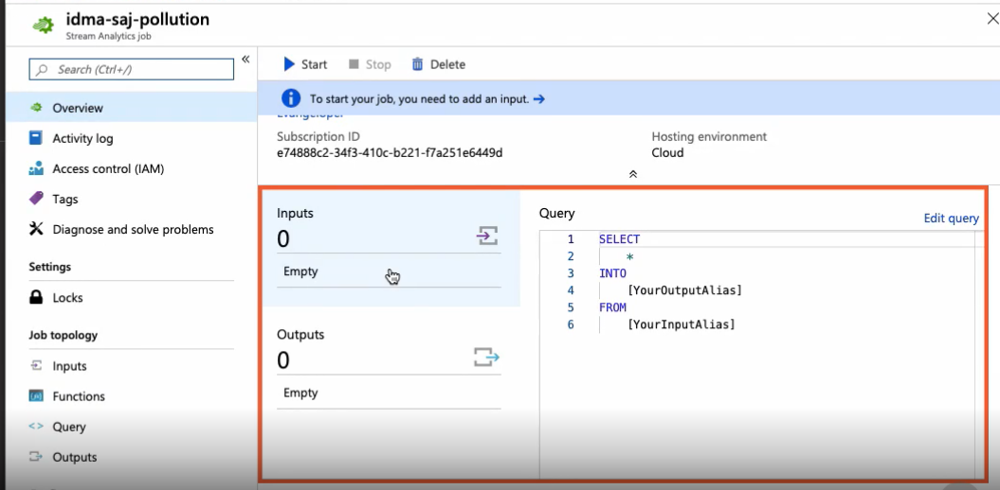 idma-saj-pollution
Stream Analytics job
Search (Ctrl+/)
«
Overview
Activity log
Access control (IAM)
Tags
Diagnose and solve problems
Settings
Locks
Job topology
Inputs
Functions
Query
Outputs
Start
Stop
Delete
To start your job, you need to add an input. →
Subscription ID
e74888c2-34f3-410c-b221-f7a251e6449d
Hosting environment
Cloud
Inputs
0
Empty
Outputs
0
Empty
Query
Edit query
1 SELECT
2 *
3 INTO
4 [YourOutputAlias]
5 FROM
6 [YourInputAlias]